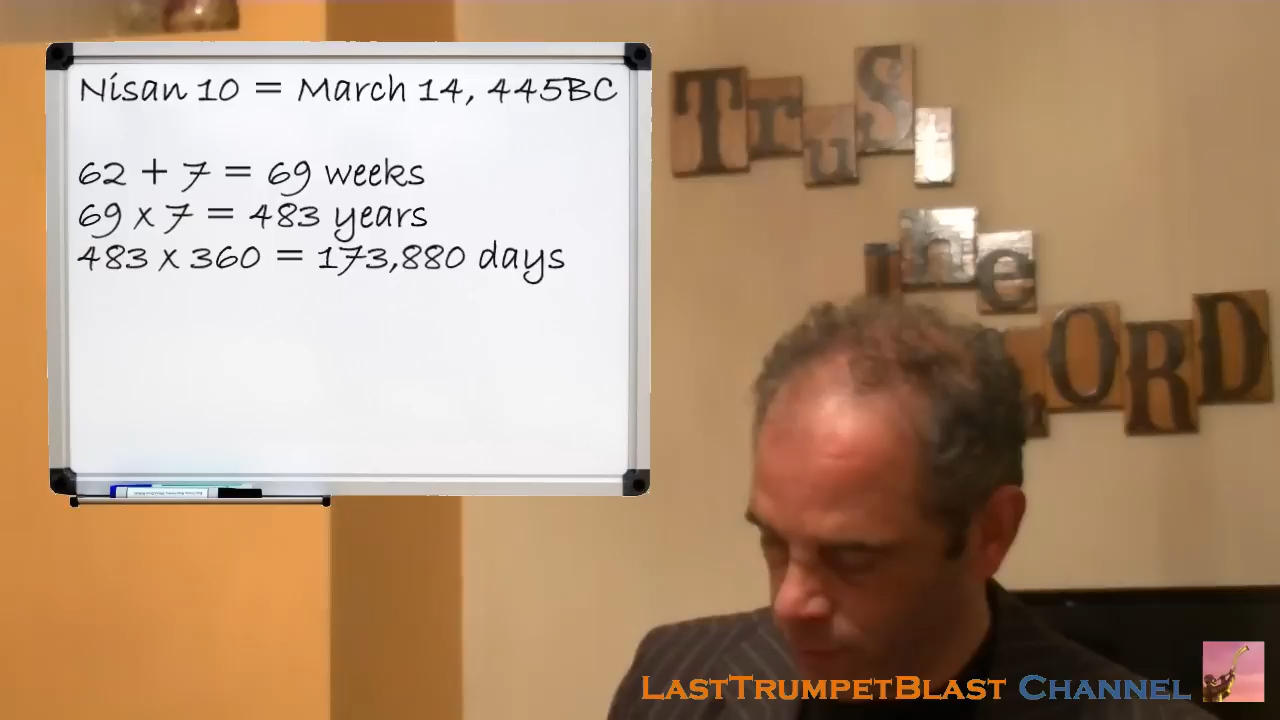 Nisan 10 = March 14, 445BC
62 + 7 = 69 weeks
69 x 7 = 483 years
483 x 360 = 173,880 days
Trust
the
LORD
LASTTRUMPETBLAST CHANNEL